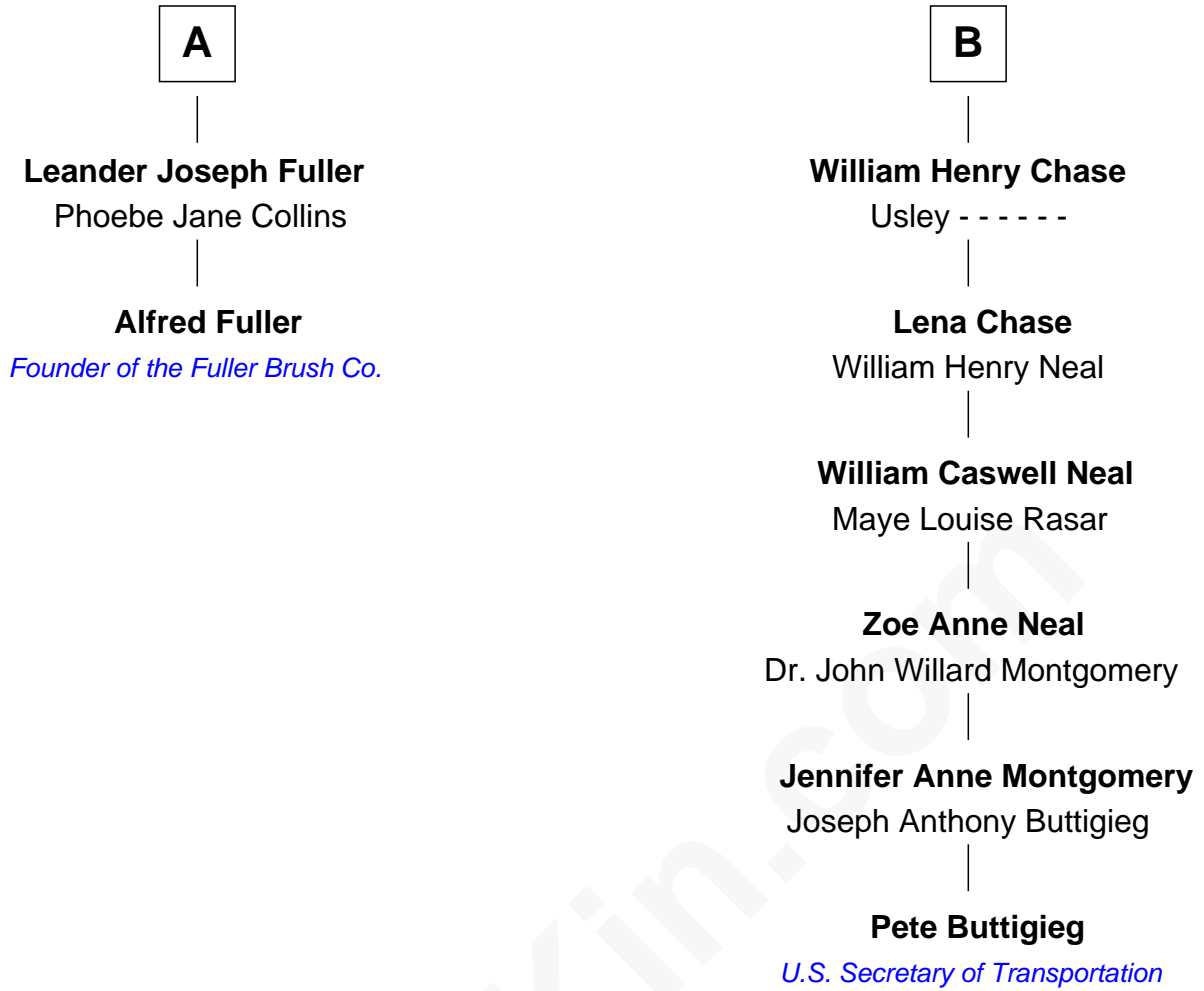 A
Leander Joseph Fuller
Phoebe Jane Collins
Alfred Fuller
Founder of the Fuller Brush Co.
B
William Henry Chase
Usley - - - - - -
Lena Chase
William Henry Neal
William Caswell Neal
Maye Louise Rasar
Zoe Anne Neal
Dr. John Willard Montgomery
Jennifer Anne Montgomery
Joseph Anthony Buttigieg
Pete Buttigieg
U.S. Secretary of Transportation